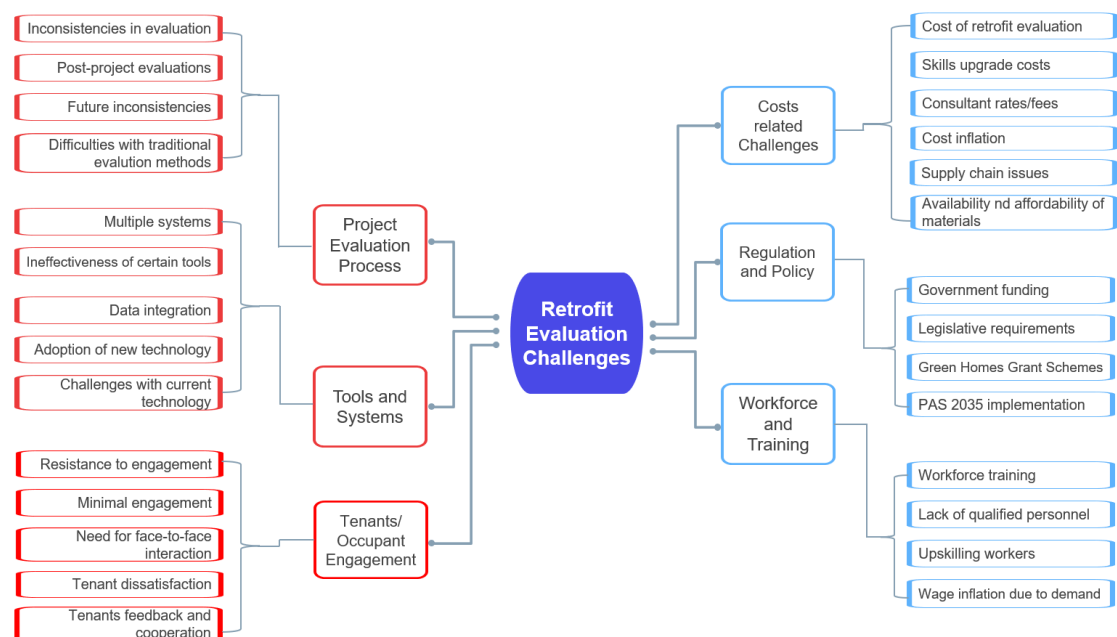 Inconsistencies in evaluation
Post-project evaluations
Future inconsistencies
Difficulties with traditional
evalution methods
Project
Evaluation
Process
Multiple systems
Ineffectiveness of certain tools
Data integration
Adoption of new technology
Challenges with current
technology
Tools and
Systems
Resistance to engagement
Minimal engagement
Need for face-to-face
interaction
Tenant dissatisfaction
Tenants feedback and
cooperation
Tenants/
Occupant
Engagement
Retrofit
Evaluation
Challenges
Costs
related
Challenges
Cost of retrofit evaluation
Skills upgrade costs
Consultant rates/fees
Cost inflation
Supply chain issues
Availability nd affordability of
materials
Regulation
and Policy
Government funding
Legislative requirements
Green Homes Grant Schemes
PAS 2035 implementation
Workforce
and
Training
Workforce training
Lack of qualified personnel
Upskilling workers
Wage inflation due to demand